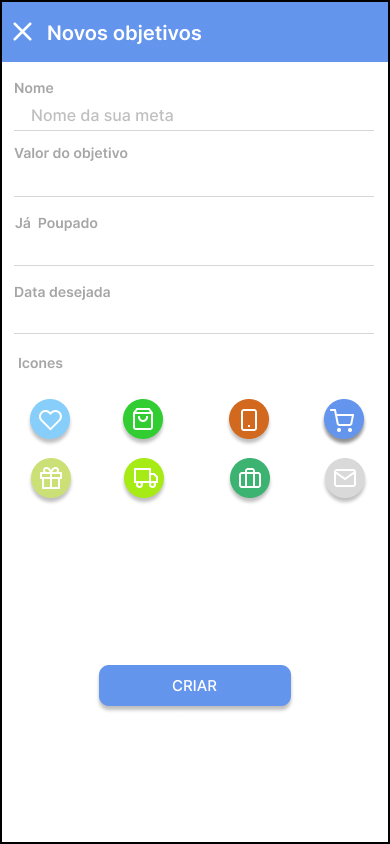 Novos objetivos
Nome
Nome da sua meta
Valor do objetivo
Já  Poupado
Data desejada
Icones
CRIAR